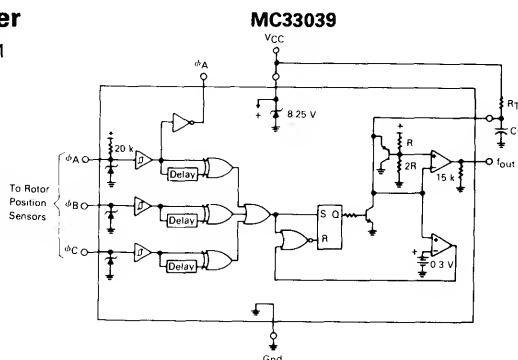 er
MC33039
VCC
ϕA
8.25 V
RT
C
20 k
ϕA
Delay
R
2R
15 k
fout
To Rotor
Position
Sensors
ϕB
Delay
S Q
R
ϕC
Delay
0.3 V
Gnd